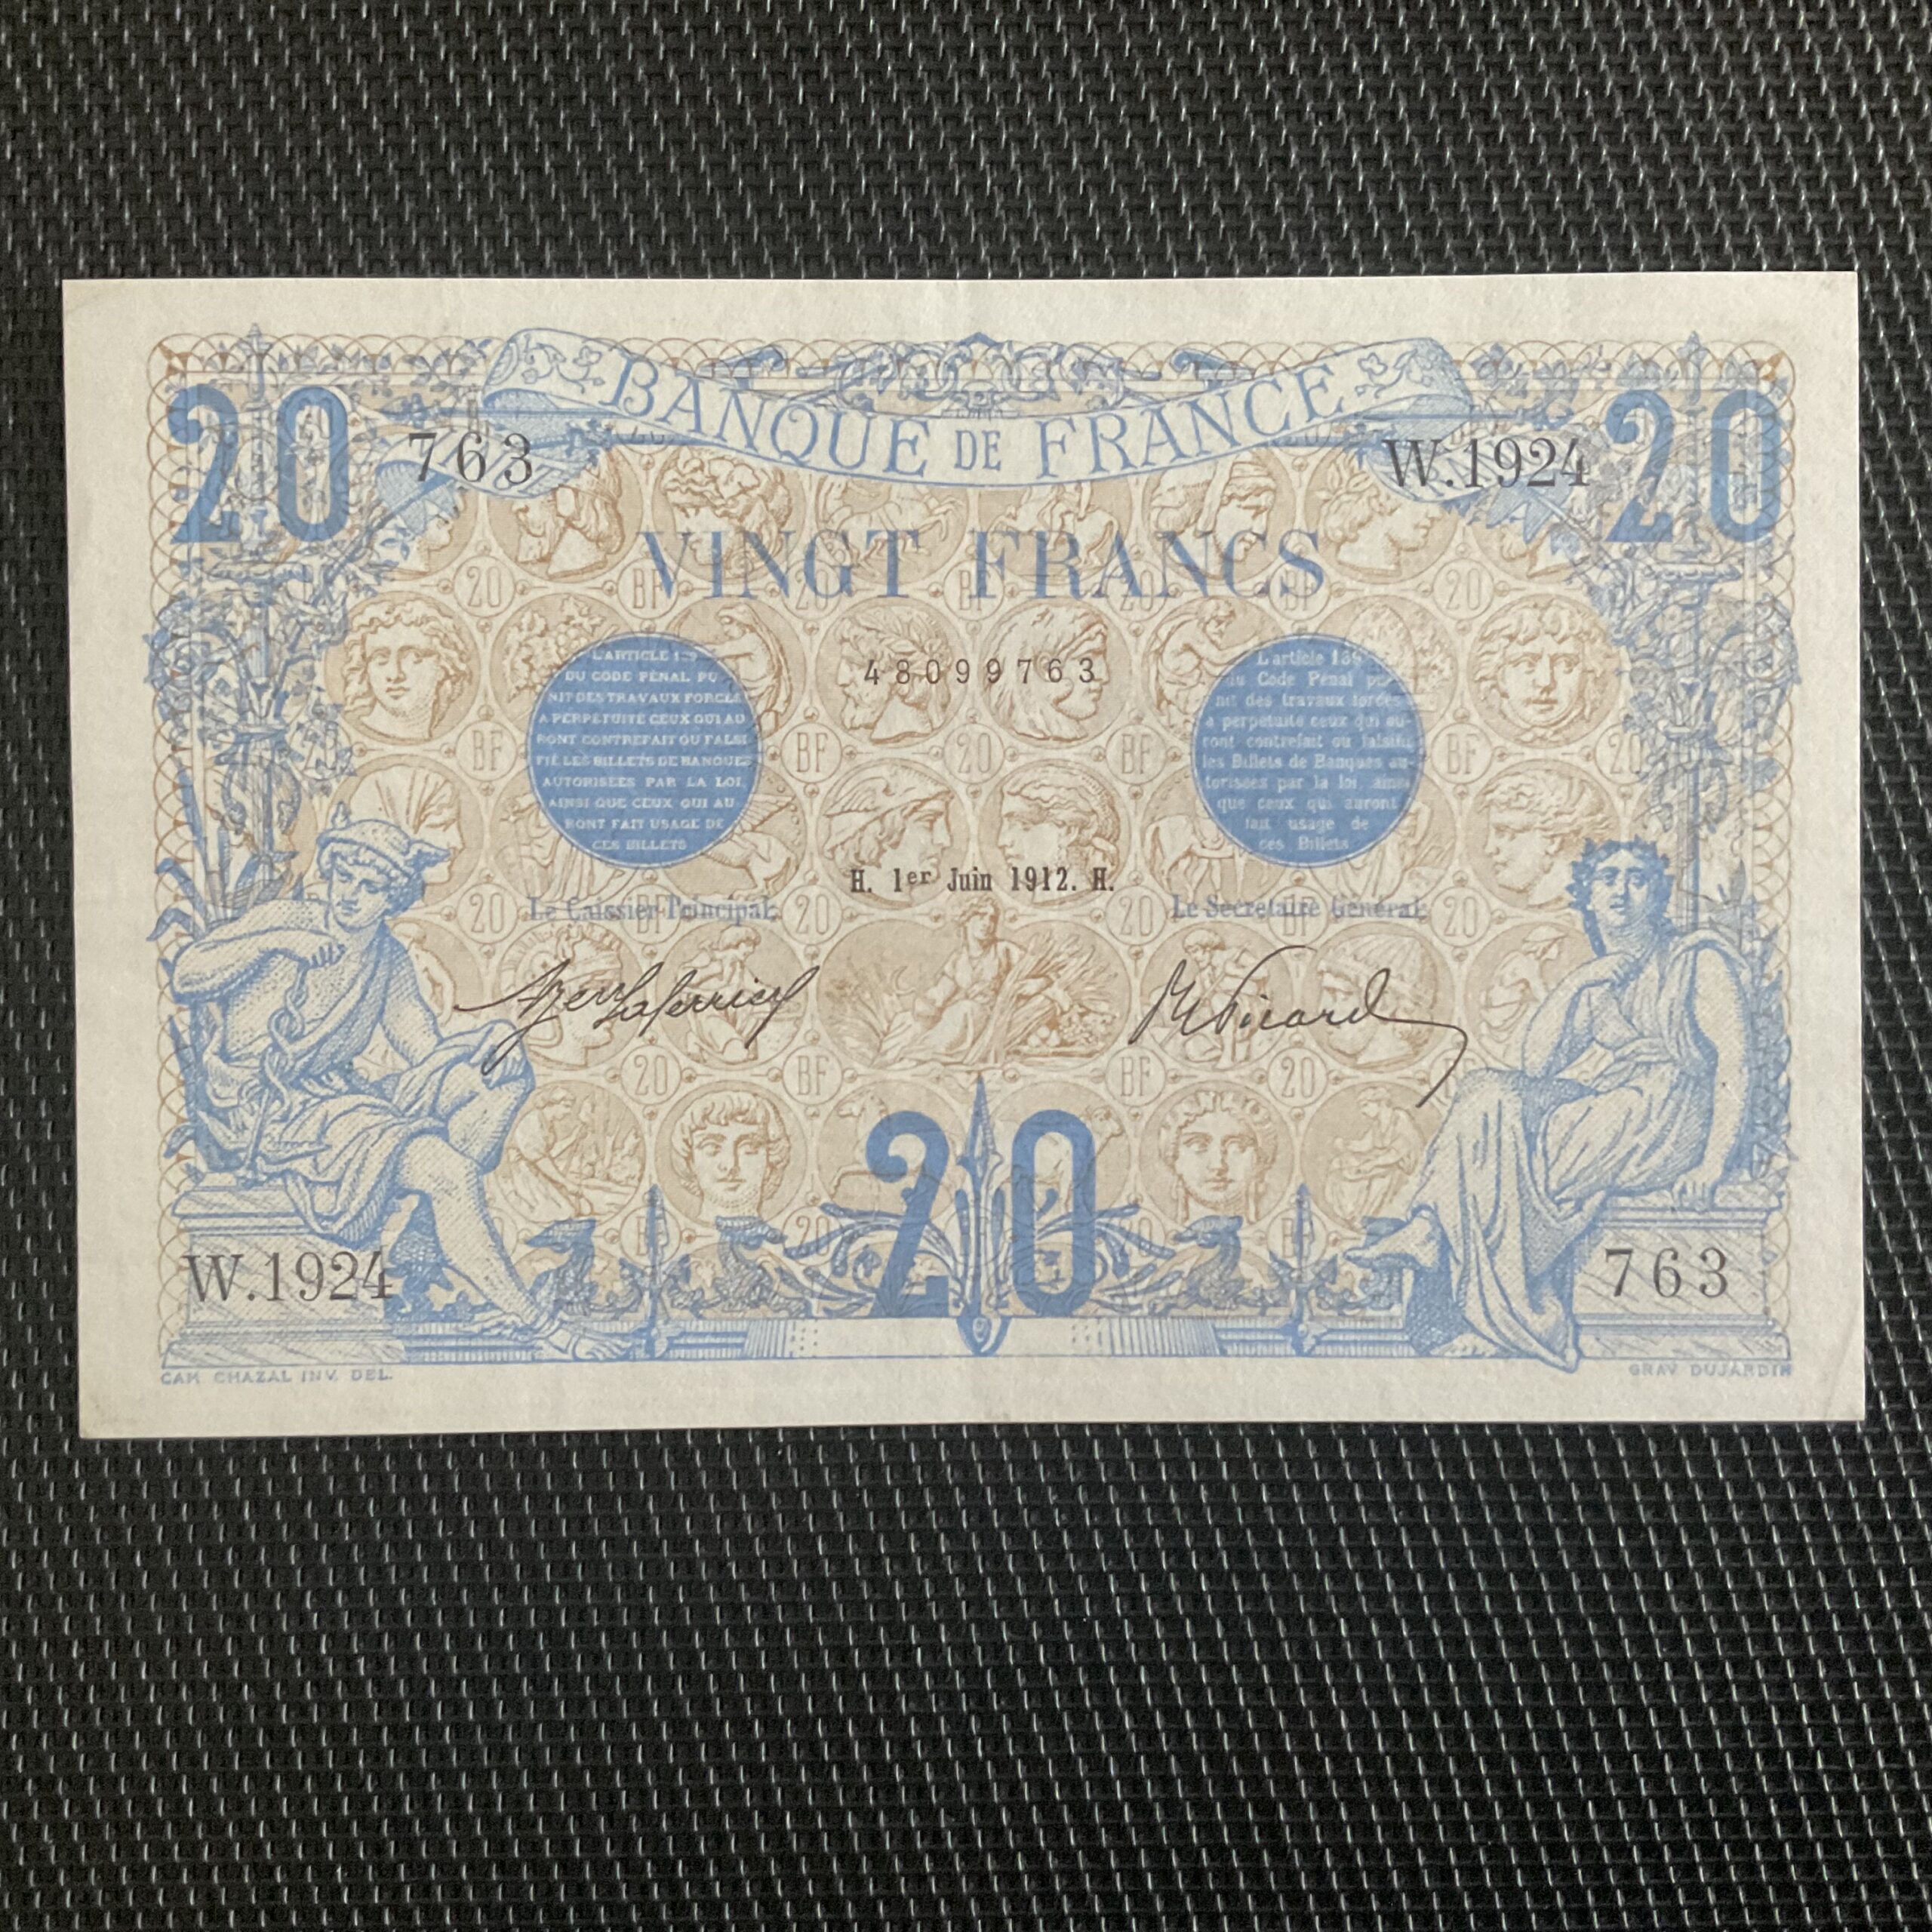 BANQUE DE FRANCE
20
20
763
W.1924
VINGT FRANCS
48099763
L'ARTICLE 139
DU CODE PÉNAL PU
NIT DES TRAVAUX FORCÉS
A PERPÉTUITÉ CEUX QUI AU
RONT CONTREFAIT OU FALSI
FIÉ LES BILLETS DE BANQUES
AUTORISÉES PAR LA LOI,
AINSI QUE CEUX QUI AU
RONT FAIT USAGE DE
CES BILLETS
L'article 139
du Code Pénal pu-
nit des travaux forcés
a perpétuité ceux qui au-
ront contrefait ou falsifié
les Billets de Banques au-
torisées par la loi, ainsi
que ceux qui auront
fait usage de
ces Billets.
H. 1er Juin 1912. H.
Le Caissier Principal,
Le Secrétaire Général,
Picard
20
W.1924
763
CAM CHAZAL INV. DEL.
GRAV DUJARDIN
20
BF